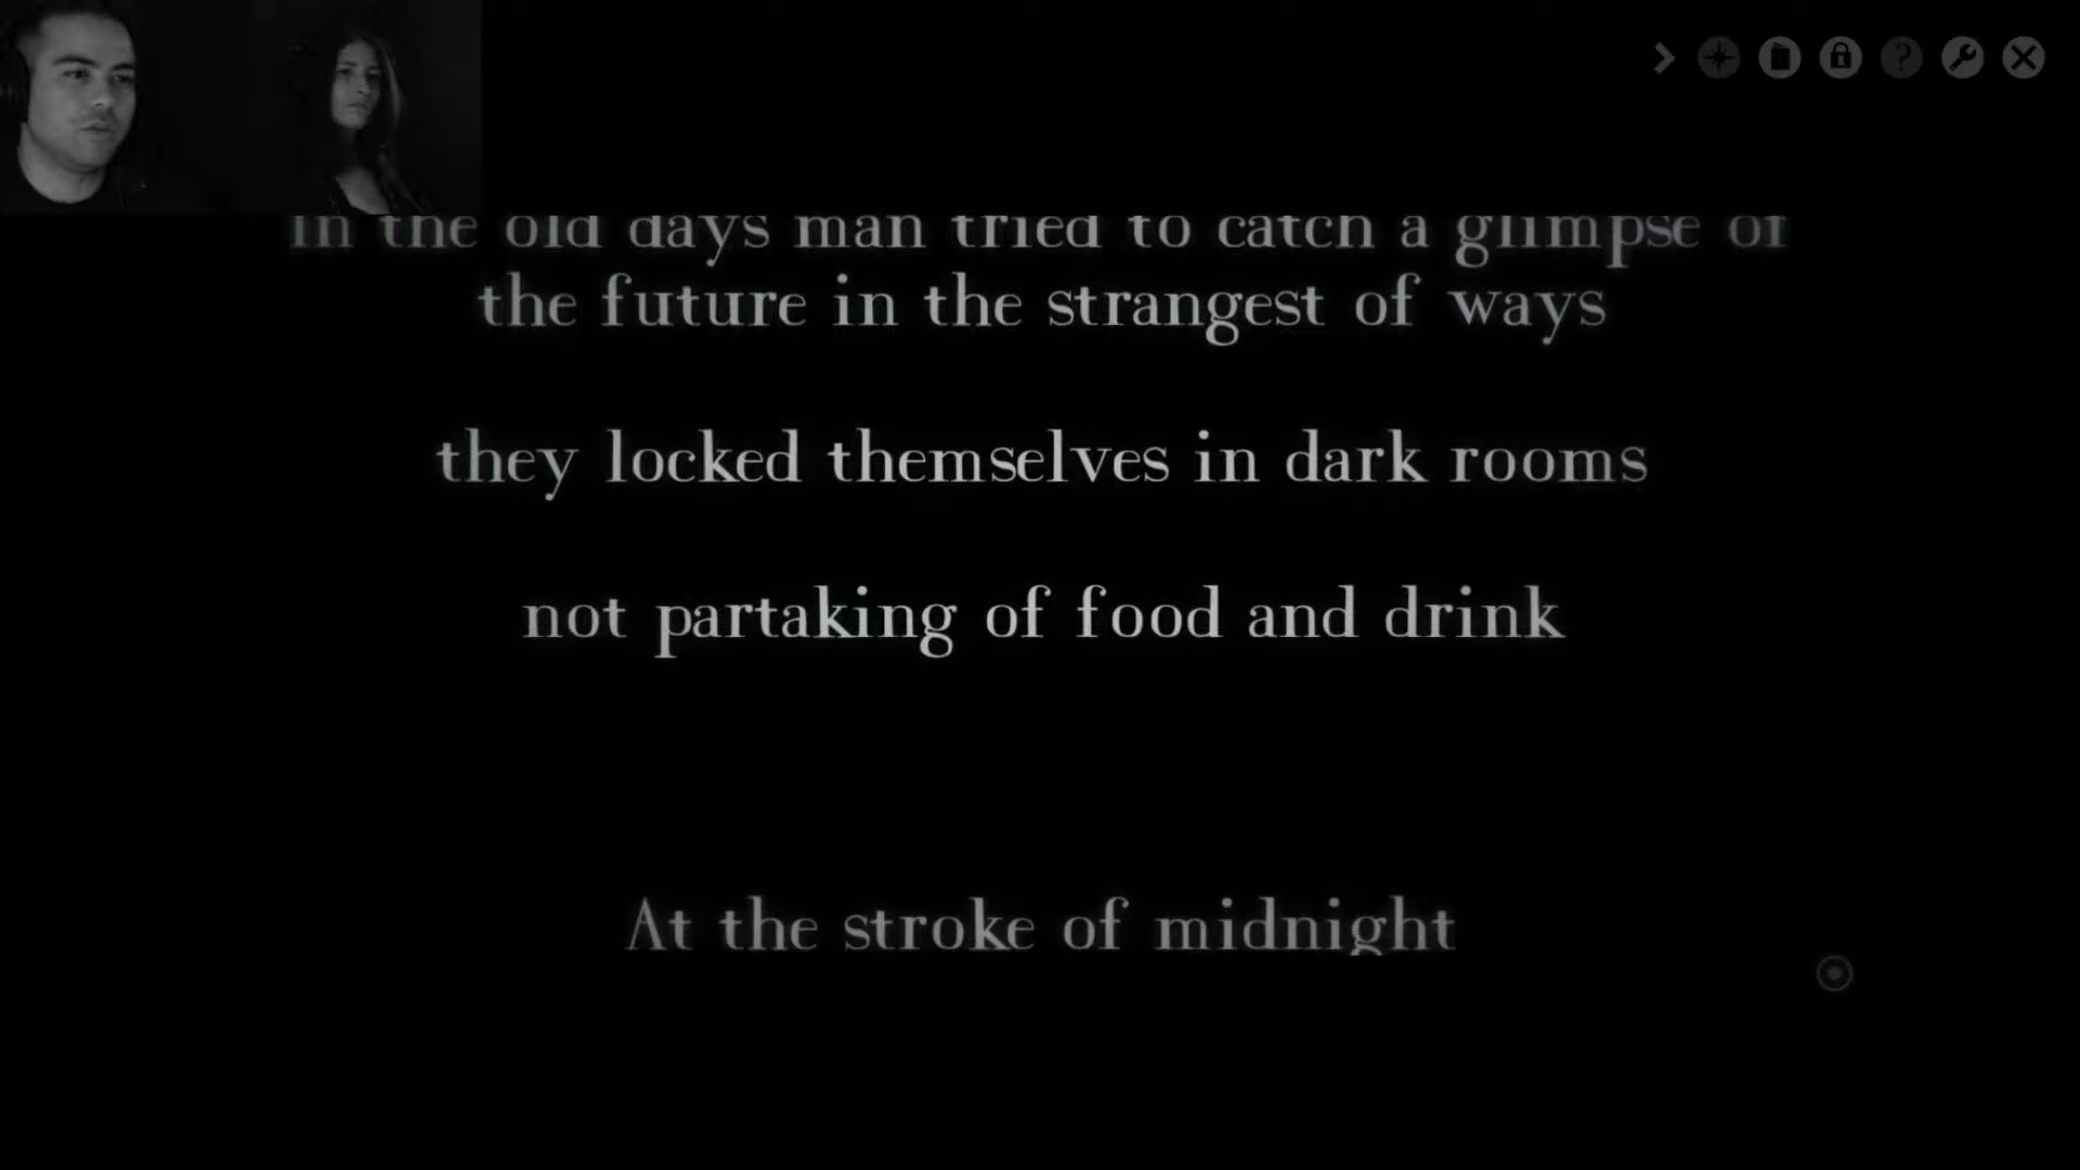 In the old days man tried to catch a glimpse of
the future in the strangest of ways
they locked themselves in dark rooms
not partaking of food and drink
At the stroke of midnight